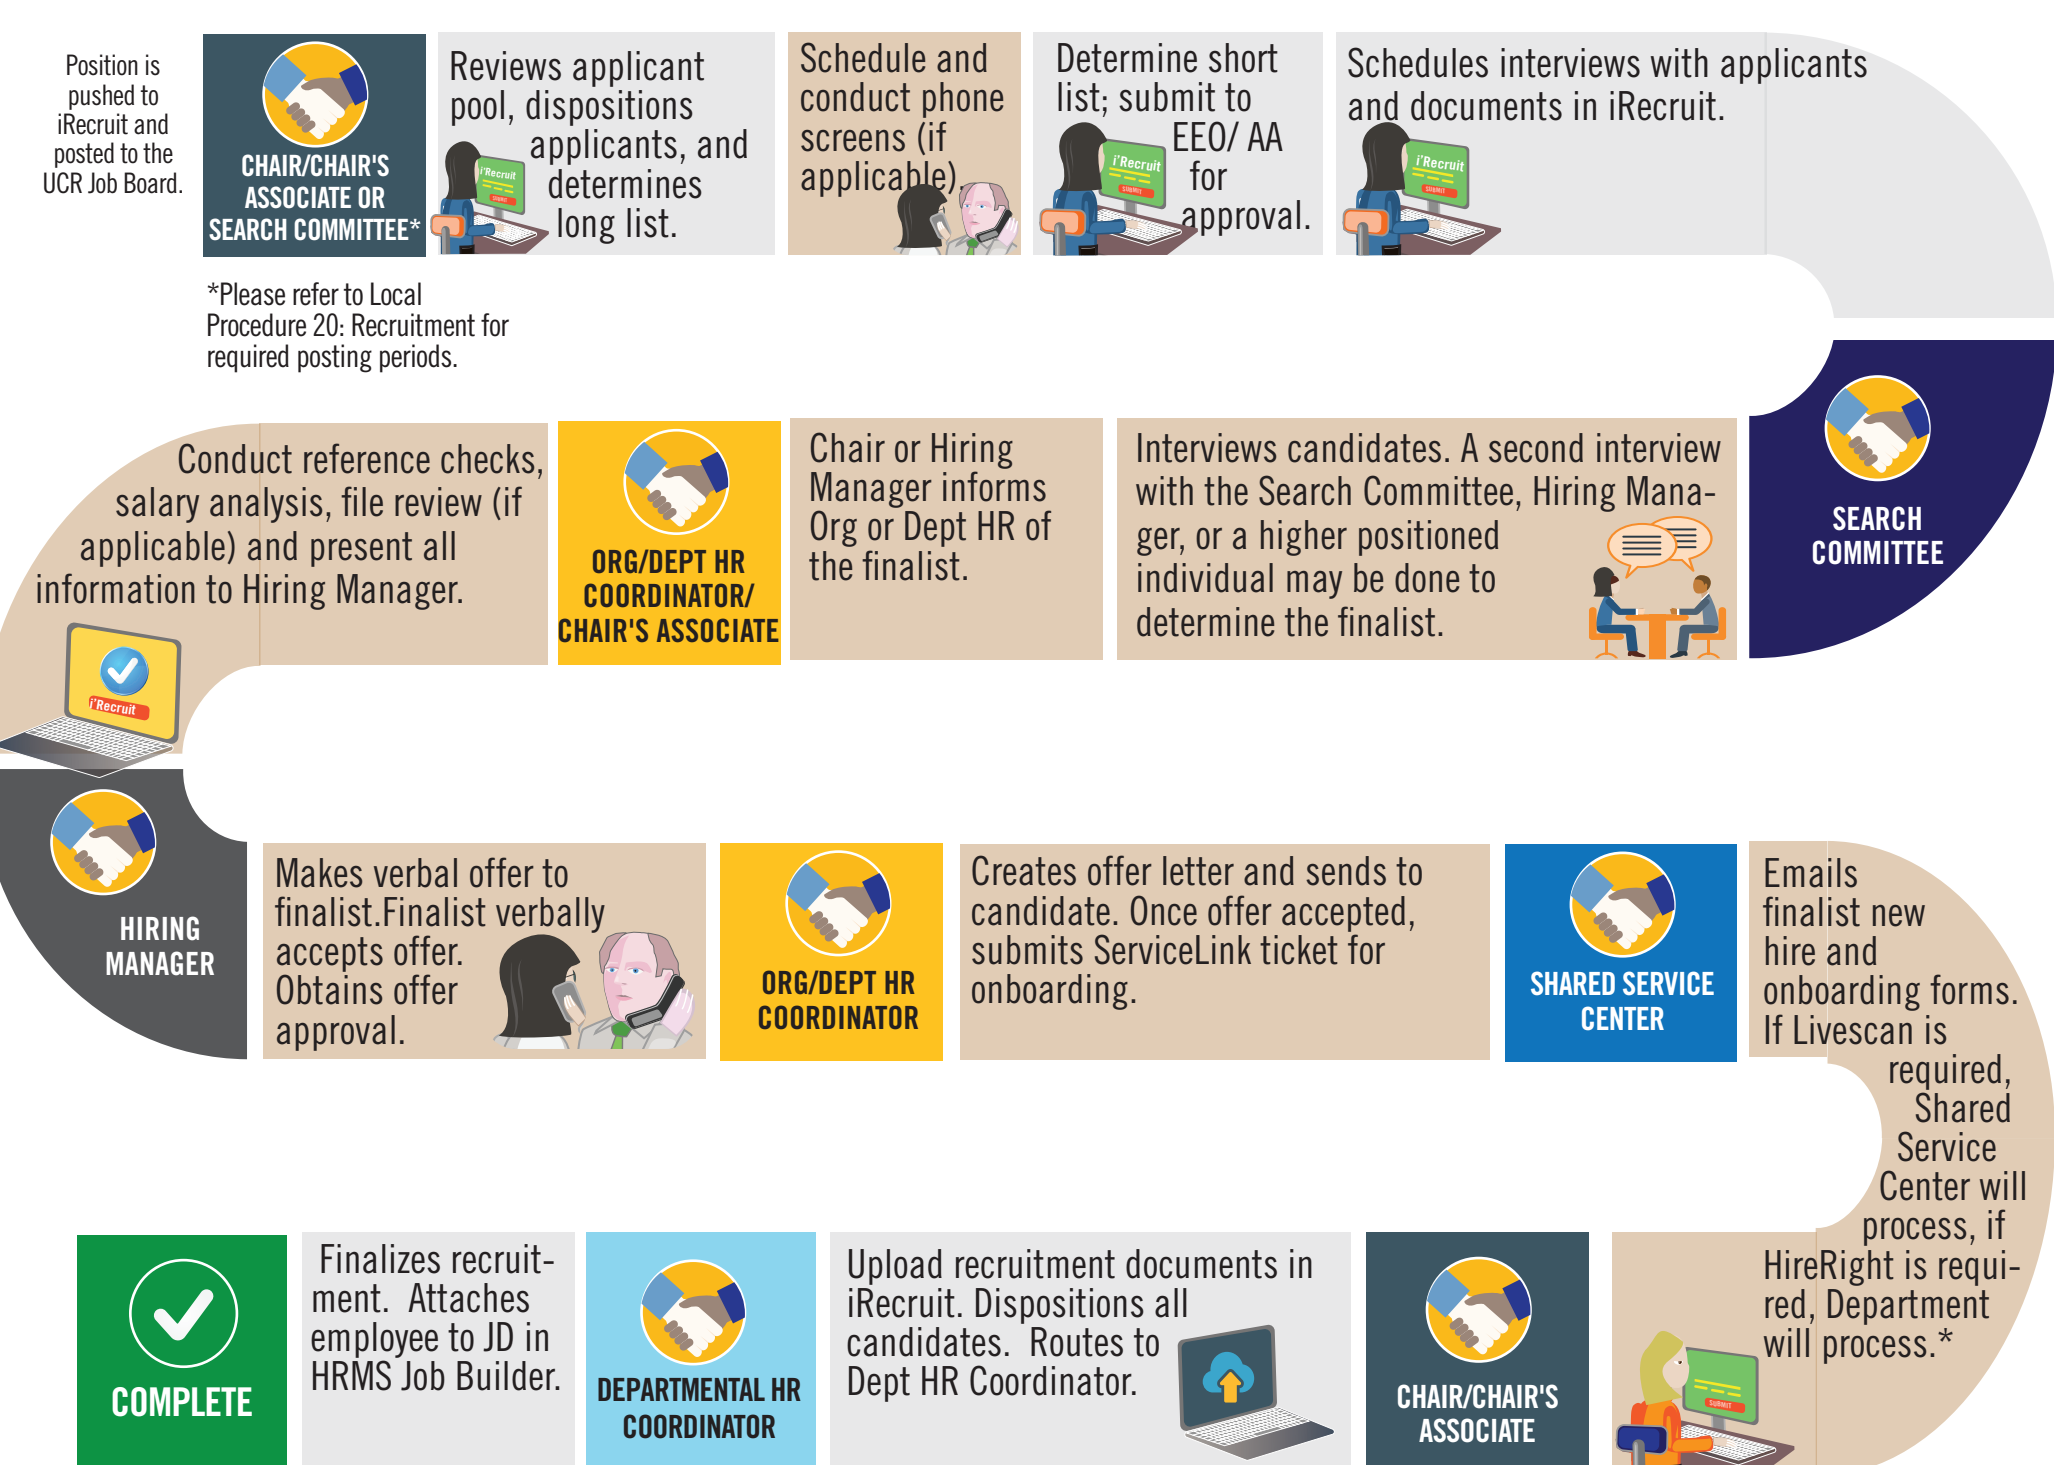 Position is
pushed to
iRecruit and
posted to the
UCR Job Board.
CHAIR/CHAIR'S
ASSOCIATE OR
SEARCH COMMITTEE*
Reviews applicant
pool, dispositions
applicants, and
determines
long list.
i'Recruit
SUBMIT
Schedule and
conduct phone
screens (if
applicable).
Determine short
list; submit to
EEO/ AA
for
approval.
i'Recruit
SUBMIT
Schedules interviews with applicants
and documents in iRecruit.
i'Recruit
SUBMIT
*Please refer to Local
Procedure 20: Recruitment for
required posting periods.
SEARCH
COMMITTEE
Interviews candidates. A second interview
with the Search Committee, Hiring Mana-
ger, or a higher positioned
individual may be done to
determine the finalist.
Chair or Hiring
Manager informs
Org or Dept HR of
the finalist.
ORG/DEPT HR
COORDINATOR/
CHAIR'S ASSOCIATE
Conduct reference checks,
salary analysis, file review (if
applicable) and present all
information to Hiring Manager.
i'Recruit
HIRING
MANAGER
Makes verbal offer to
finalist.Finalist verbally
accepts offer.
Obtains offer
approval.
ORG/DEPT HR
COORDINATOR
Creates offer letter and sends to
candidate. Once offer accepted,
submits ServiceLink ticket for
onboarding.
SHARED SERVICE
CENTER
Emails
finalist new
hire and
onboarding forms.
If Livescan is
required,
Shared
Service
Center will
process, if
HireRight is requi-
red, Department
will process.*
SUBMIT
CHAIR/CHAIR'S
ASSOCIATE
Upload recruitment documents in
iRecruit. Dispositions all
candidates. Routes to
Dept HR Coordinator.
DEPARTMENTAL HR
COORDINATOR
Finalizes recruit-
ment. Attaches
employee to JD in
HRMS Job Builder.
COMPLETE